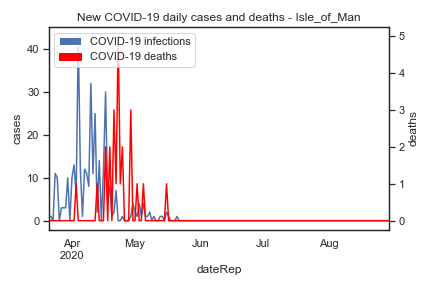 New COVID-19 daily cases and deaths - Isle_of_Man
COVID-19 infections
COVID-19 deaths
cases
40
30
20
10
0
deaths
5
4
3
2
1
0
Apr
2020
May
Jun
Jul
Aug
dateRep